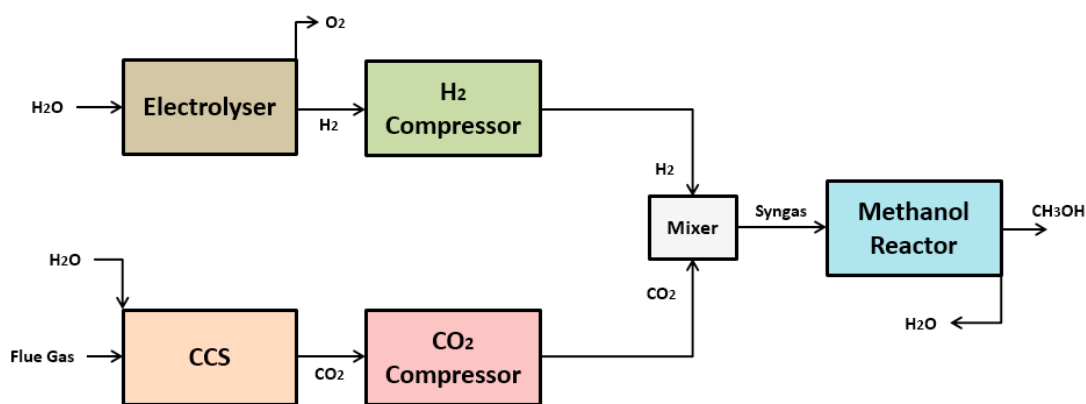 O2
H2O
Electrolyser
H2
H2
Compressor
H2
Syngas
Mixer
Methanol
Reactor
CH3OH
H2O
CO2
H2O
Flue Gas
CCS
CO2
CO2
Compressor